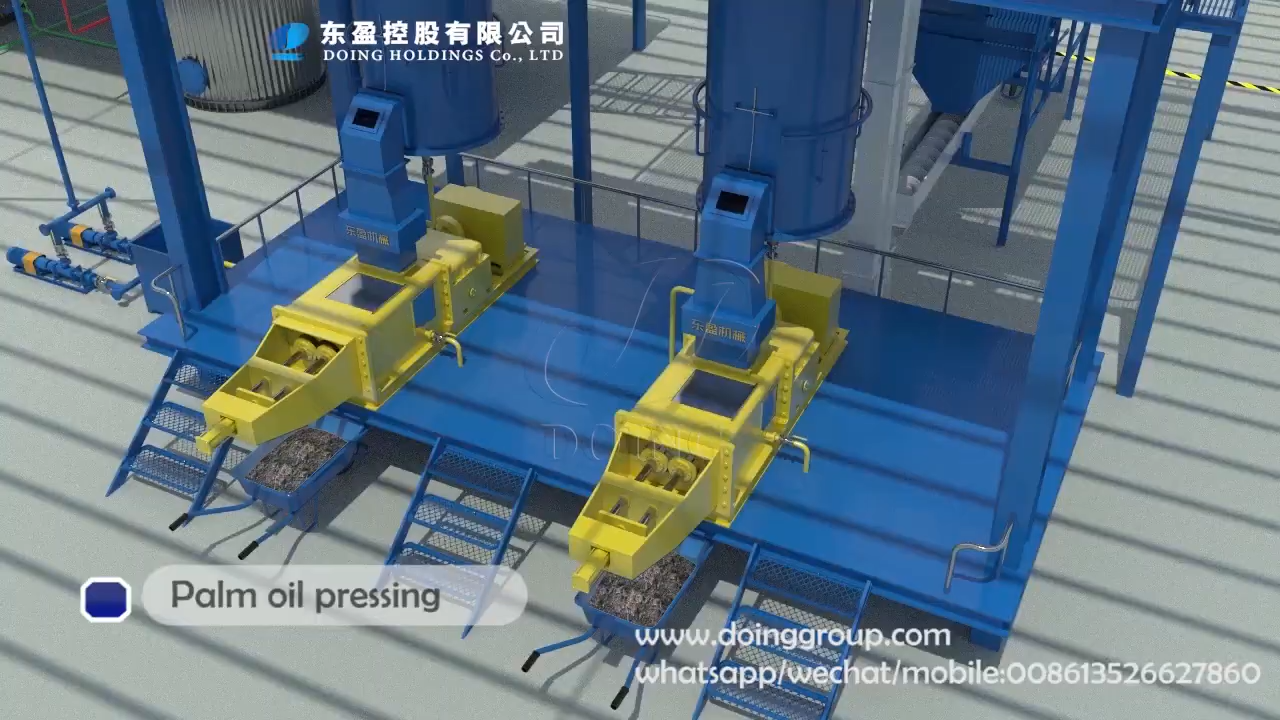 东盈控股有限公司
DOING HOLDINGS Co., LTD
东盈机械
东盈机械
DOING
Palm oil pressing
www.doinggroup.com
whatsapp/wechat/mobile:008613526627860